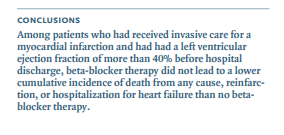 CONCLUSIONS
Among patients who had received invasive care for a
myocardial infarction and had had a left ventricular
ejection fraction of more than 40% before hospital
discharge, beta-blocker therapy did not lead to a lower
cumulative incidence of death from any cause, reinfarc-
tion, or hospitalization for heart failure than no beta-
blocker therapy.